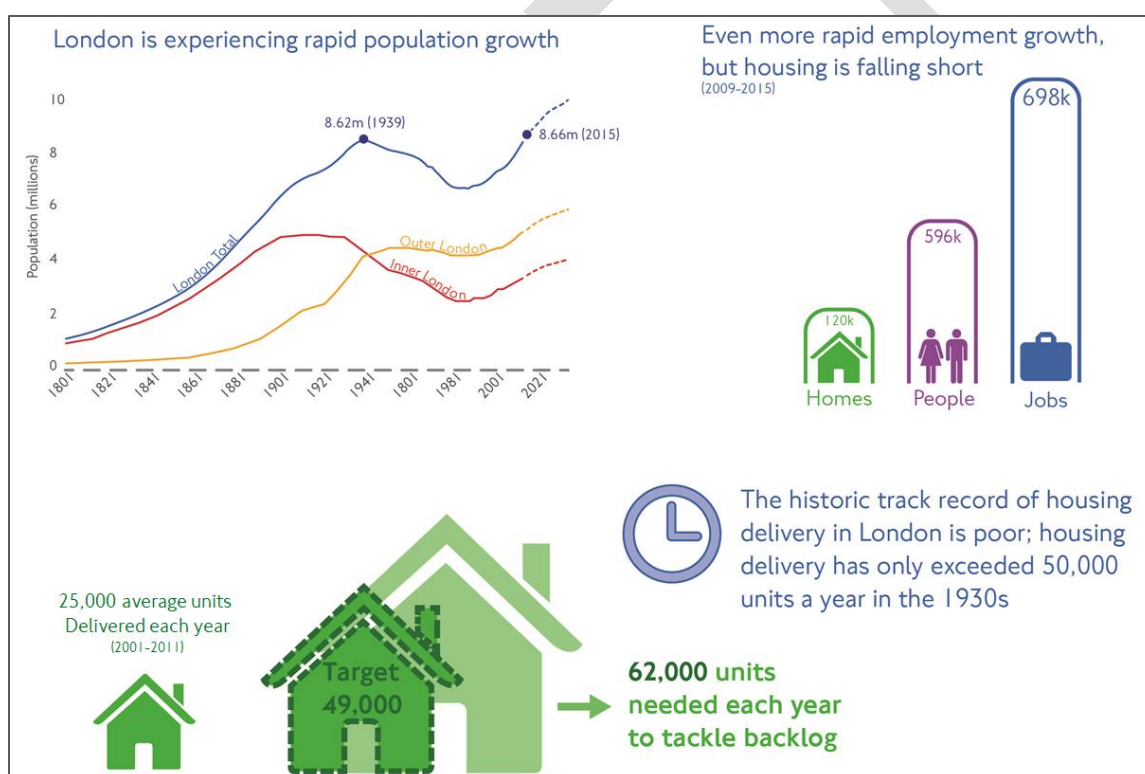 London is experiencing rapid population growth
Population (millions)
10
8
6
4
2
0
8.62m (1939)
8.66m (2015)
London Total
Outer London
Inner London
1801
1821
1841
1861
1881
1901
1921
1941
1801
1981
2001
2021
Even more rapid employment growth,
but housing is falling short
(2009-2015)
120k
596k
698k
Homes
People
Jobs
25,000 average units
Delivered each year
(2001-2011)
Target
49,000
62,000 units
needed each year
to tackle backlog
The historic track record of housing
delivery in London is poor; housing
delivery has only exceeded 50,000
units a year in the 1930s